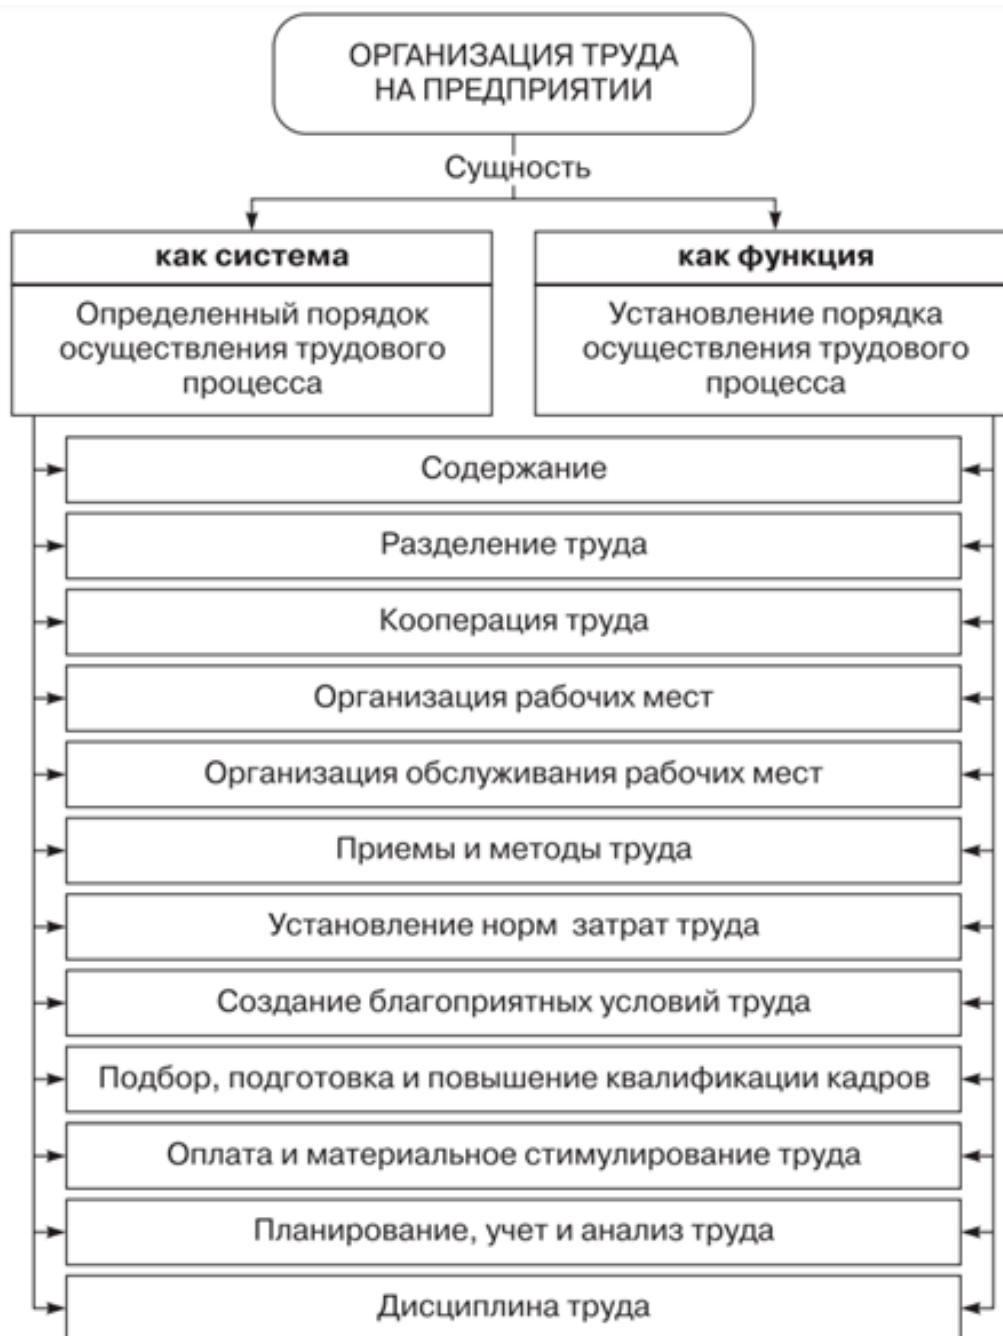 ОРГАНИЗАЦИЯ ТРУДА
НА ПРЕДПРИЯТИИ
Сущность
как система
Определенный порядок
осуществления трудового
процесса
как функция
Установление порядка
осуществления трудового
процесса
Содержание
Разделение труда
Кооперация труда
Организация рабочих мест
Организация обслуживания рабочих мест
Приемы и методы труда
Установление норм затрат труда
Создание благоприятных условий труда
Подбор, подготовка и повышение квалификации кадров
Оплата и материальное стимулирование труда
Планирование, учет и анализ труда
Дисциплина труда